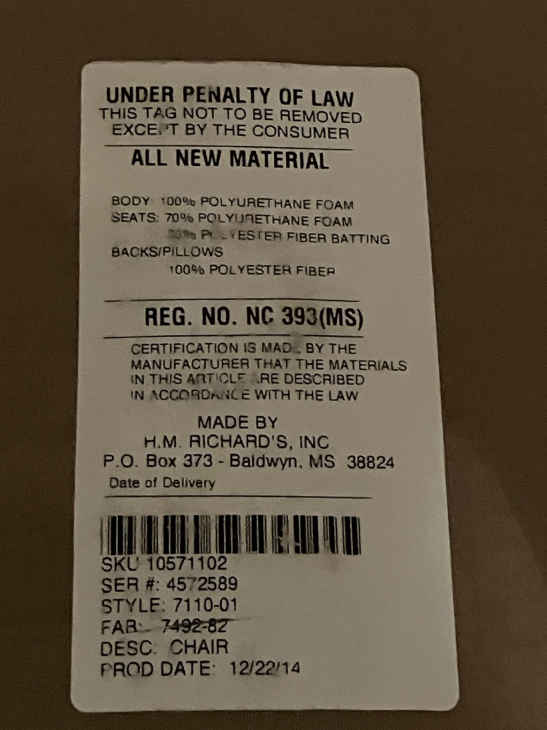 UNDER PENALTY OF LAW
THIS TAG NOT TO BE REMOVED
EXCEPT BY THE CONSUMER
ALL NEW MATERIAL
BODY: 100% POLYURETHANE FOAM
SEATS: 70% POLYURETHANE FOAM
30% POLYESTER FIBER BATTING
BACKS/PILLOWS
100% POLYESTER FIBER
REG. NO. NC 393(MS)
CERTIFICATION IS MADE BY THE
MANUFACTURER THAT THE MATERIALS
IN THIS ARTICLE ARE DESCRIBED
IN ACCORDANCE WITH THE LAW
MADE BY
H.M. RICHARD'S, INC
P.O. Box 373 - Baldwyn, MS 38824
Date of Delivery
SKU 10571102
SER #: 4572589
STYLE: 7110-01
FAB: 7492-82
DESC: CHAIR
PROD DATE: 12/22/14